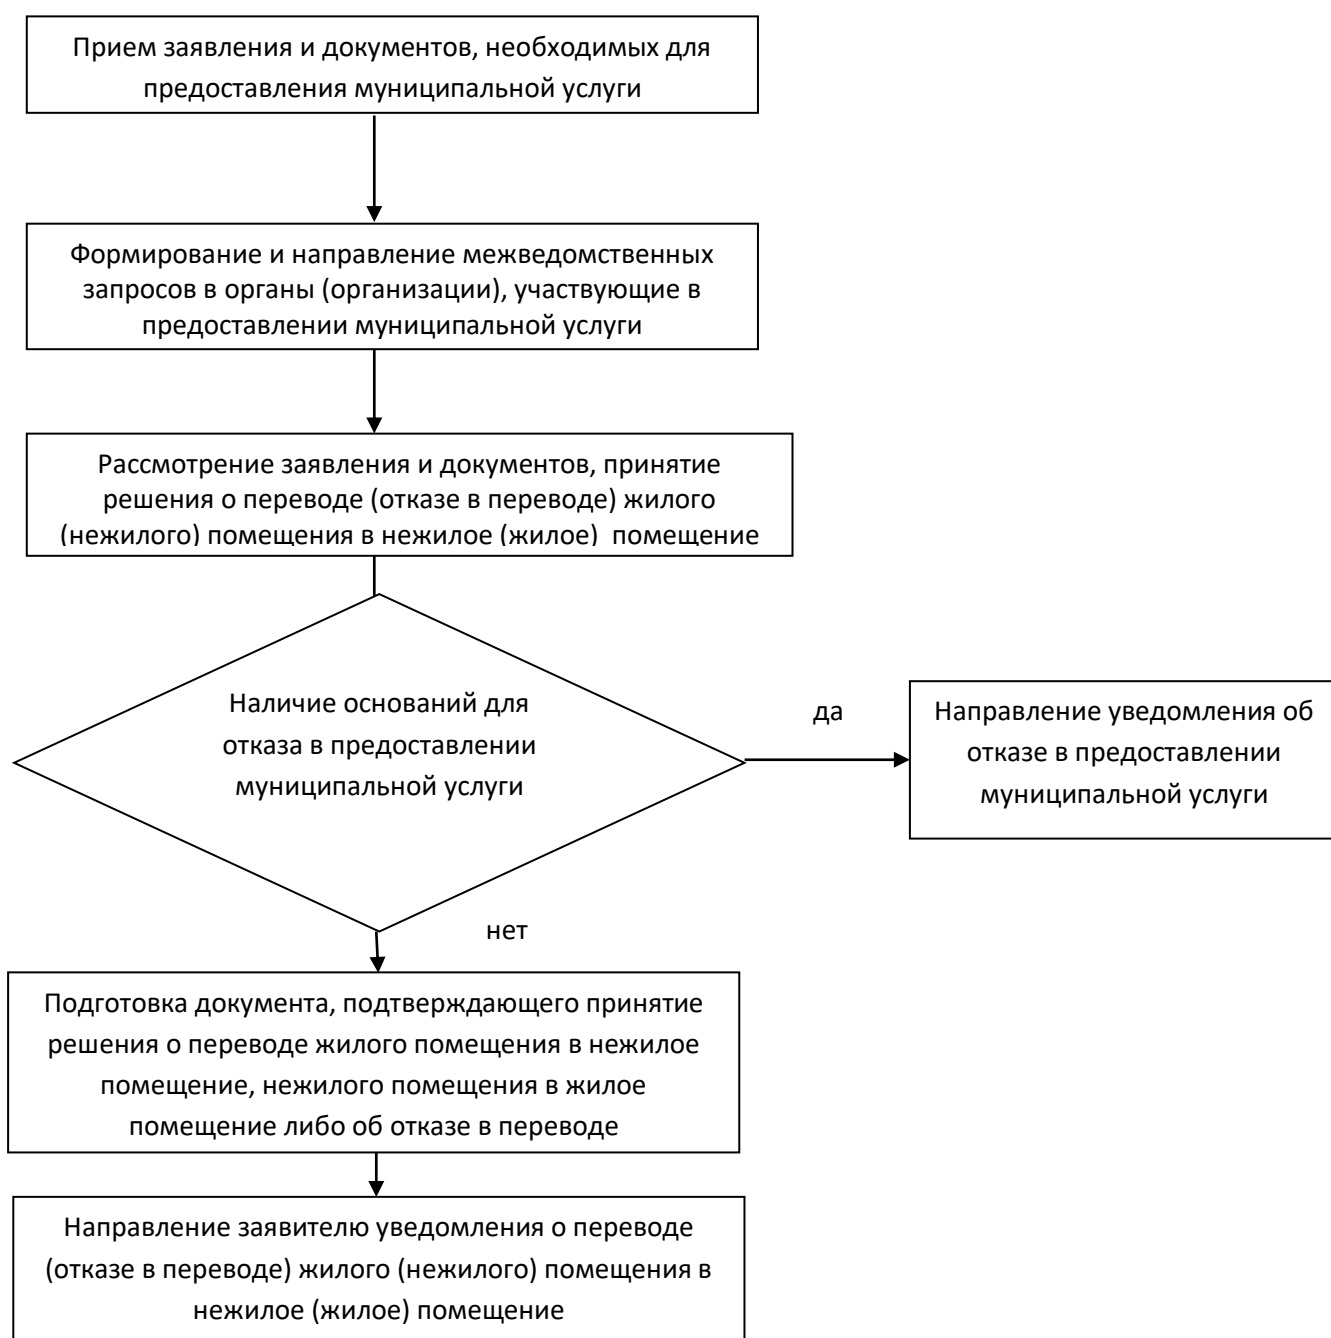 Прием заявления и документов, необходимых для
предоставления муниципальной услуги
Формирование и направление межведомственных
запросов в органы (организации), участвующие в
предоставлении муниципальной услуги
Рассмотрение заявления и документов, принятие
решения о переводе (отказе в переводе) жилого
(нежилого) помещения в нежилое (жилое) помещение
Наличие оснований для
отказа в предоставлении
муниципальной услуги
да
Направление уведомления об
отказе в предоставлении
муниципальной услуги
нет
Подготовка документа, подтверждающего принятие
решения о переводе жилого помещения в нежилое
помещение, нежилого помещения в жилое
помещение либо об отказе в переводе
Направление заявителю уведомления о переводе
(отказе в переводе) жилого (нежилого) помещения в
нежилое (жилое) помещение